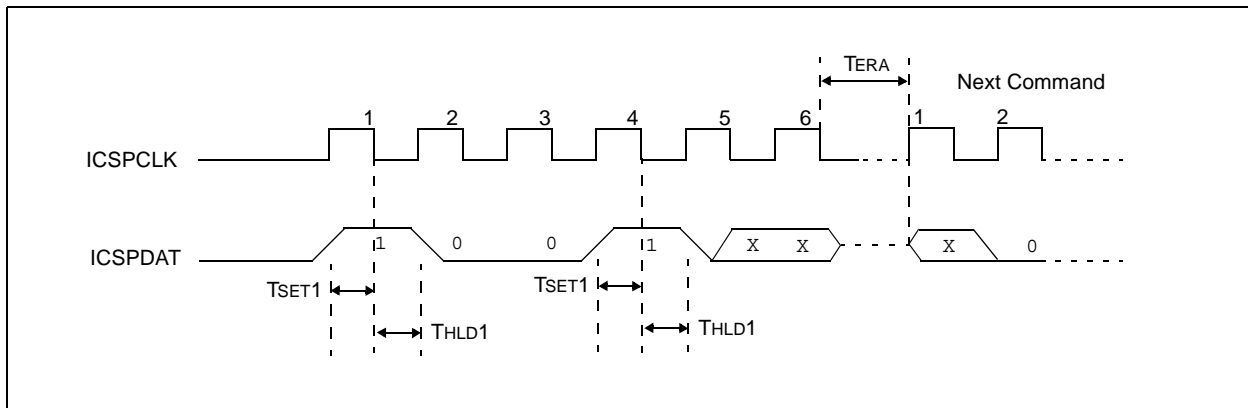 TERA
Next Command
1 2 3 4 5 6 1 2
ICSPCLK
ICSPDAT
1 0 0 1 X X X 0
TSET1 TSET1
THLD1 THLD1